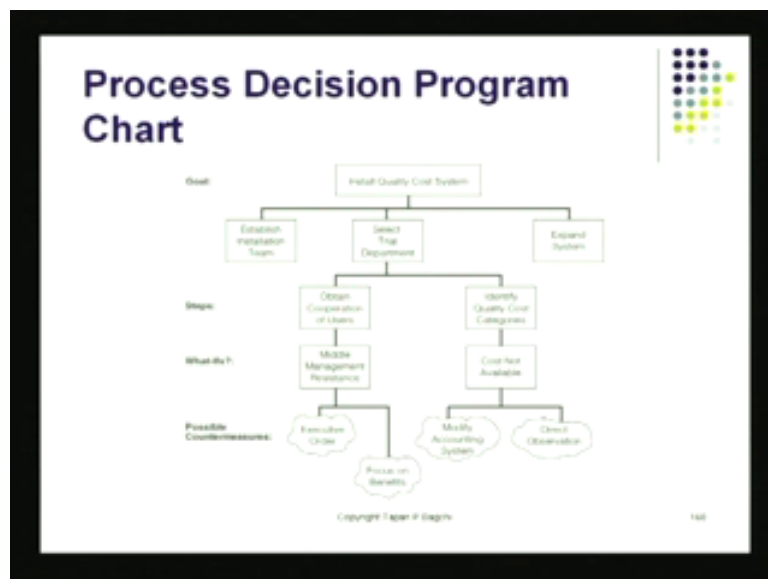 Process Decision Program
Chart
Goal:
Install Quality Cost System
Establish
Installation
Team
Select
Trial
Department
Expand
System
Steps:
Obtain
Cooperation
of Users
Identify
Quality Cost
Categories
What-ifs?:
Middle
Management
Resistance
Cost Not
Available
Possible
Countermeasures:
Executive
Order
Focus on
Benefits
Modify
Accounting
System
Direct
Observation
Copyright Tapan P Bagchi